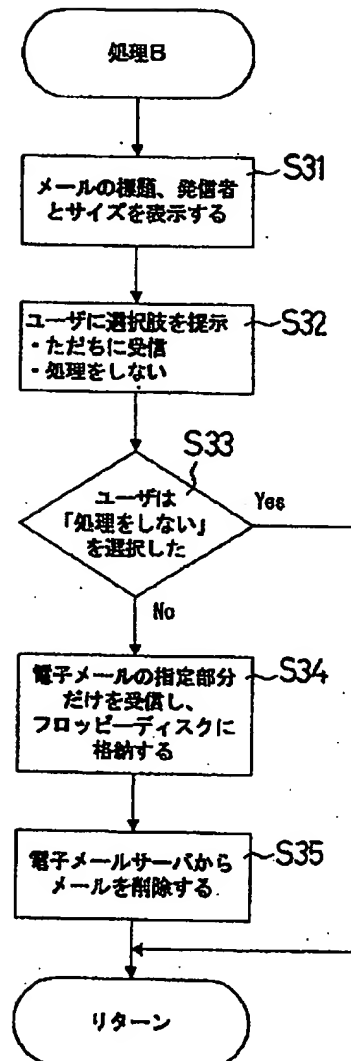 処理B
メールの標題、発信者
とサイズを表示する
S31
ユーザに選択肢を提示
・ただちに受信
・処理をしない
S32
S33
ユーザは
「処理をしない」
を選択した
Yes
No
電子メールの指定部分
だけを受信し、
フロッピーディスクに
格納する
S34
電子メールサーバから
メールを削除する
S35
リターン